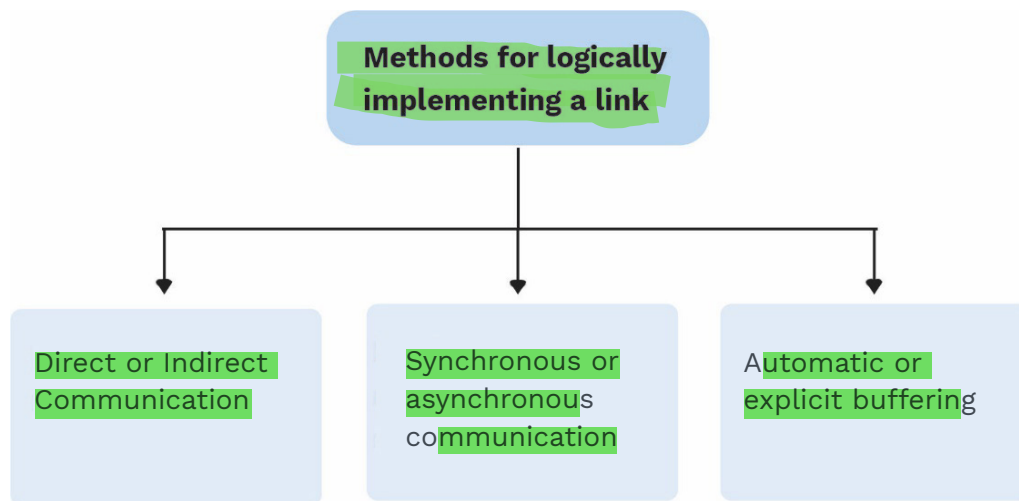 Methods for logically
implementing a link
Direct or Indirect
Communication
Synchronous or
asynchronous
communication
Automatic or
explicit buffering